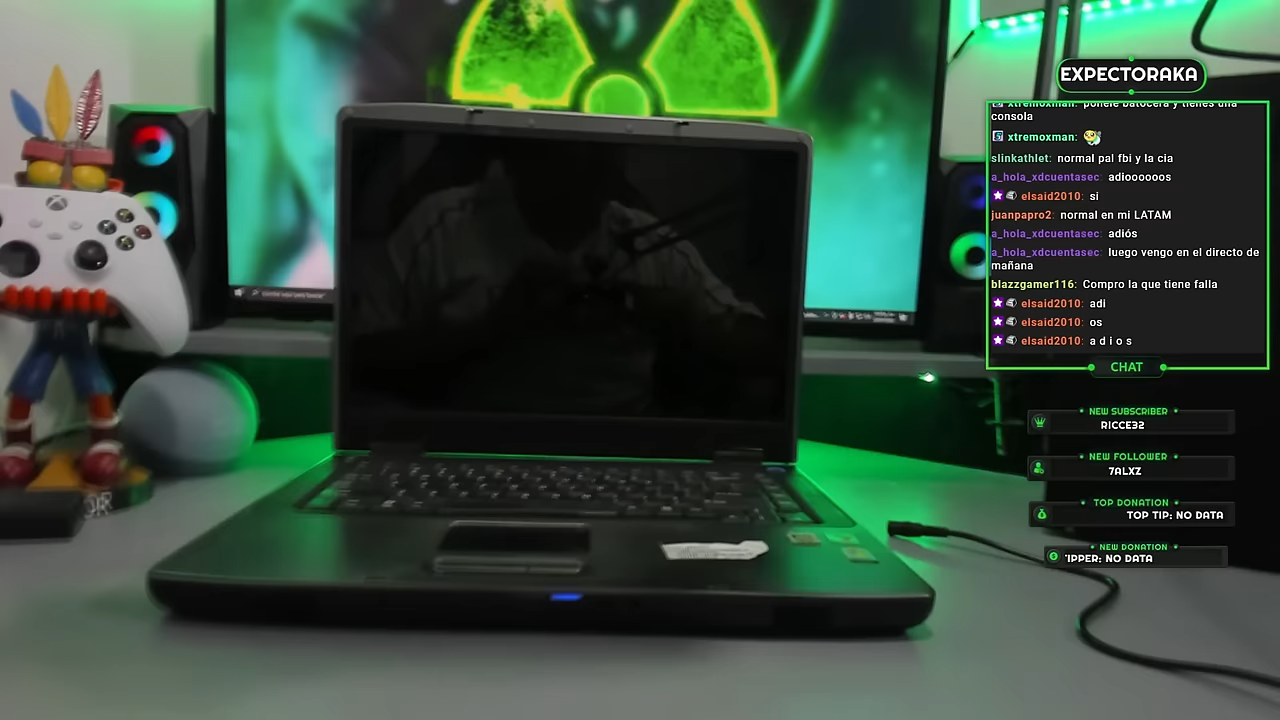 EXPECTORAKA
xtremoxman: ponele batocera y tienes una
consola
xtremoxman:
slinkathlet: normal pal fbi y la cia
a_hola_xdcuentasec: adioooooos
elsaid2010: si
juanpapro2: normal en mi LATAM
a_hola_xdcuentasec: adiós
a_hola_xdcuentasec: luego vengo en el directo de
mañana
blazzgamer116: Compro la que tiene falla
elsaid2010: adi
elsaid2010: os
elsaid2010: a d i o s
CHAT
NEW SUBSCRIBER
RICCE32
NEW FOLLOWER
7ALXZ
TOP DONATION
TOP TIP: NO DATA
NEW DONATION
IPPER: NO DATA